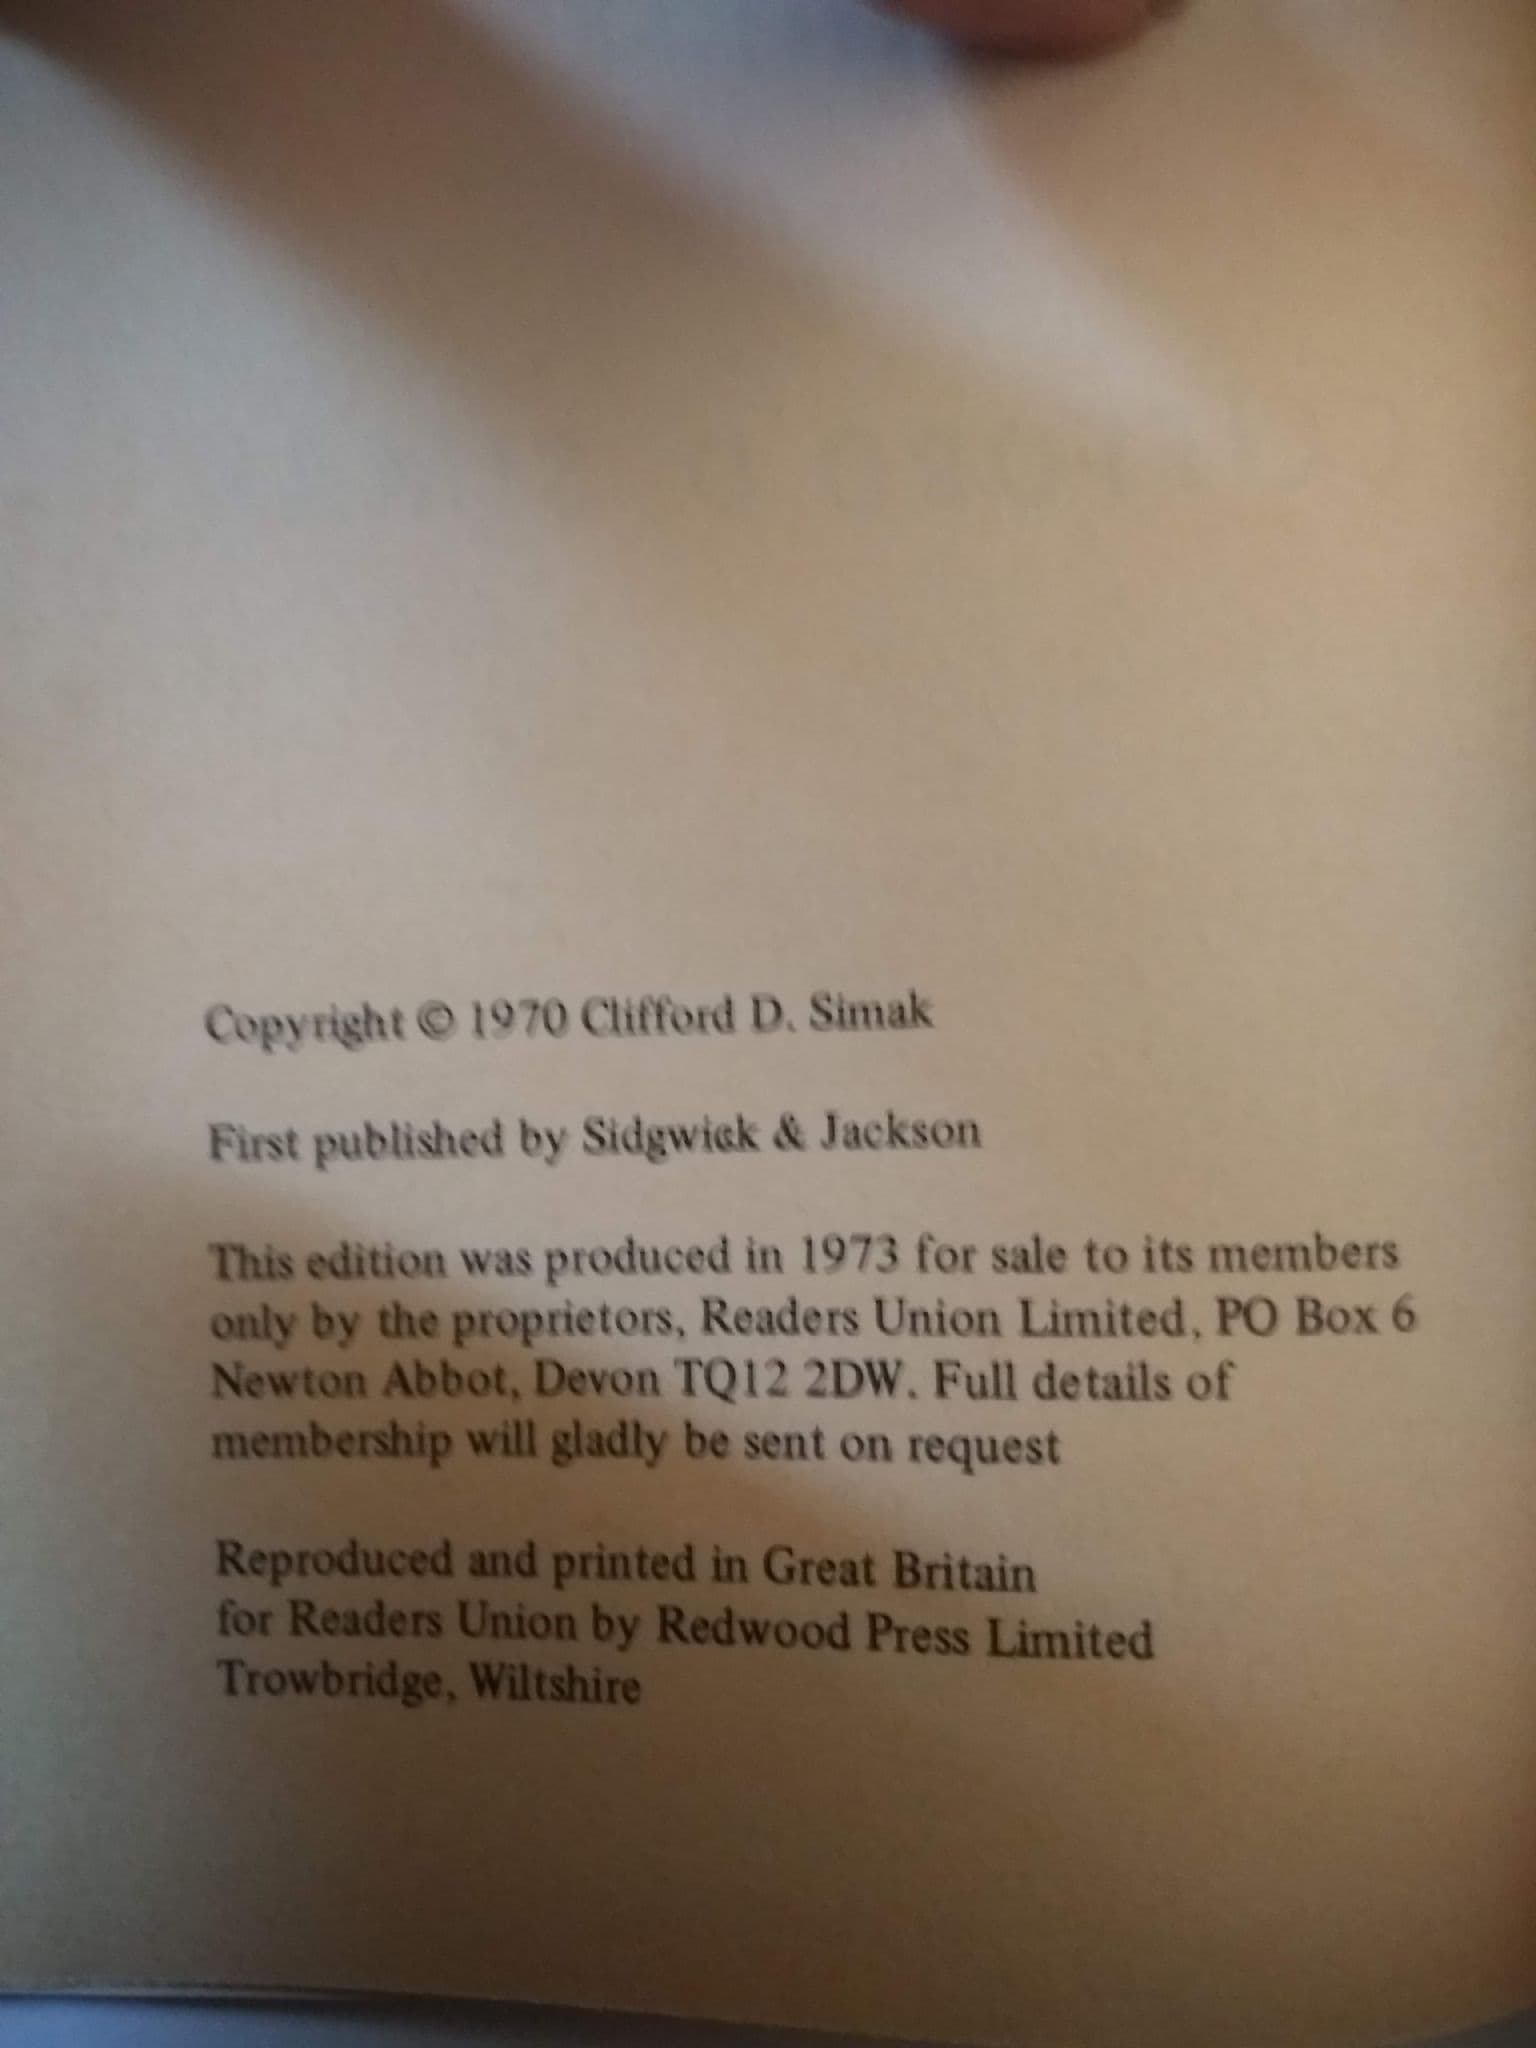 Copyright © 1970 Clifford D. Simak
First published by Sidgwick & Jackson
This edition was produced in 1973 for sale to its members
only by the proprietors, Readers Union Limited, PO Box 6
Newton Abbot, Devon TQ12 2DW. Full details of
membership will gladly be sent on request
Reproduced and printed in Great Britain
for Readers Union by Redwood Press Limited
Trowbridge, Wiltshire